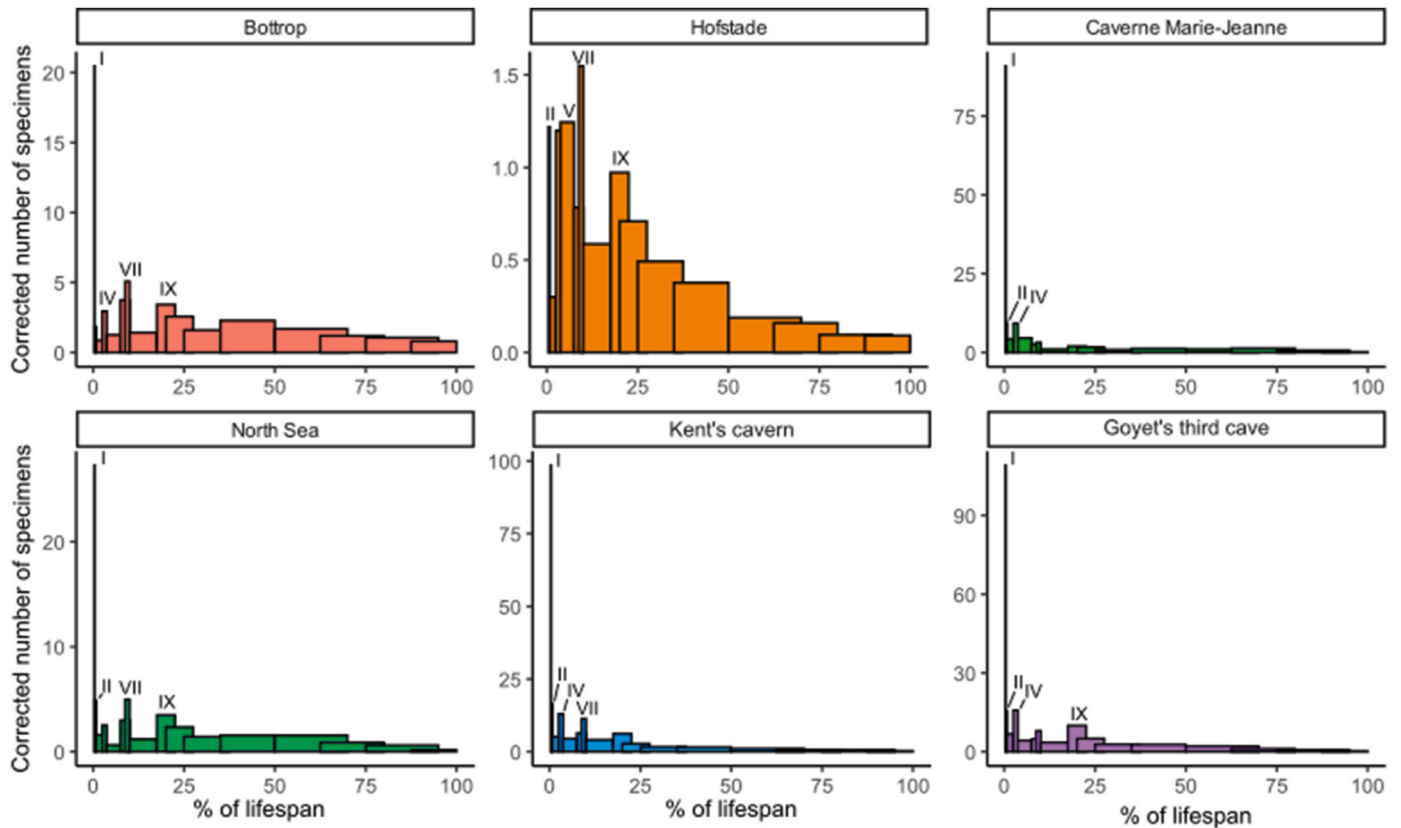 Bottrop
Hofstade
Caverne Marie-Jeanne
Corrected number of specimens
20
15
10
5
0
I
IV
VII
IX
0 25 50 75 100
1.5
1.0
0.5
0.0
II
V
VII
IX
0 25 50 75 100
75
50
25
0
I
II
IV
0 25 50 75 100
North Sea
Kent's cavern
Goyet's third cave
Corrected number of specimens
20
10
0
I
II
VII
IX
0 25 50 75 100
% of lifespan
100
75
50
25
0
I
II
IV
VII
0 25 50 75 100
% of lifespan
90
60
30
0
I
II
IV
IX
0 25 50 75 100
% of lifespan